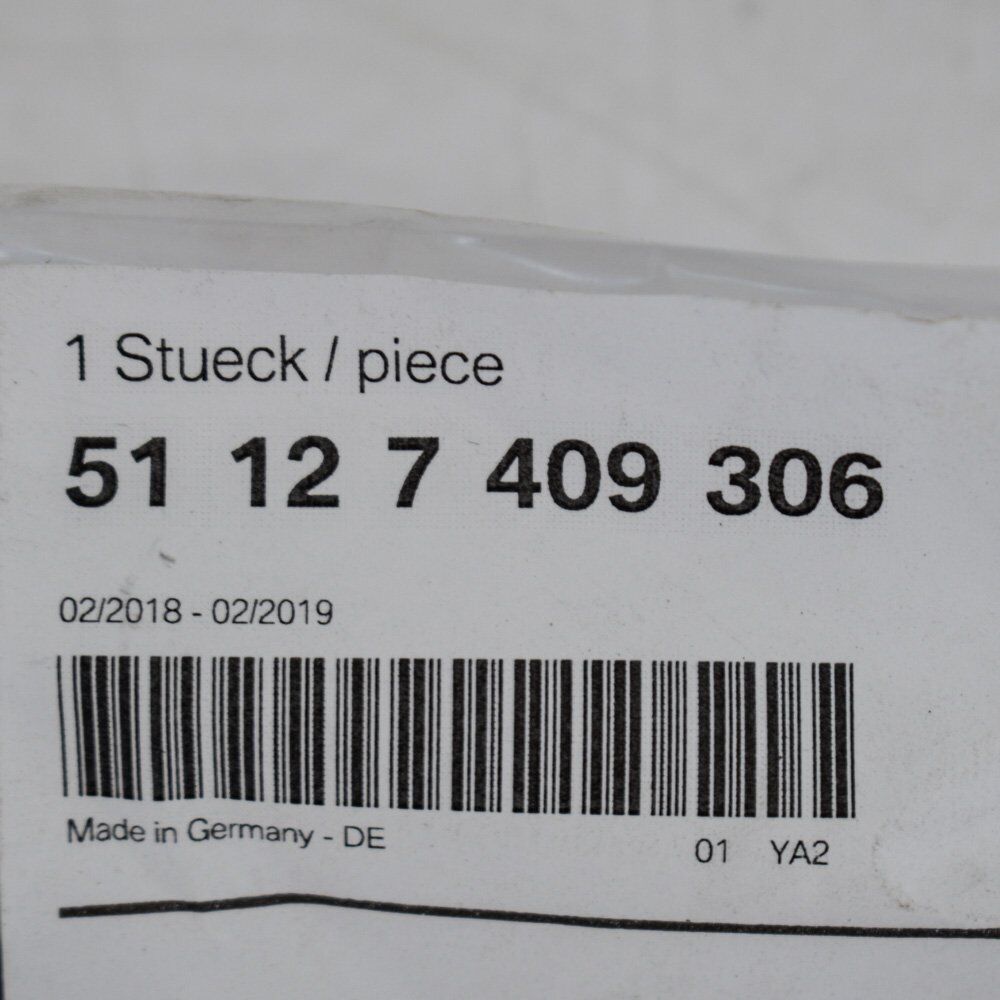 1 Stueck / piece
51 12 7 409 306
02/2018 - 02/2019
Made in Germany - DE
01 YA2